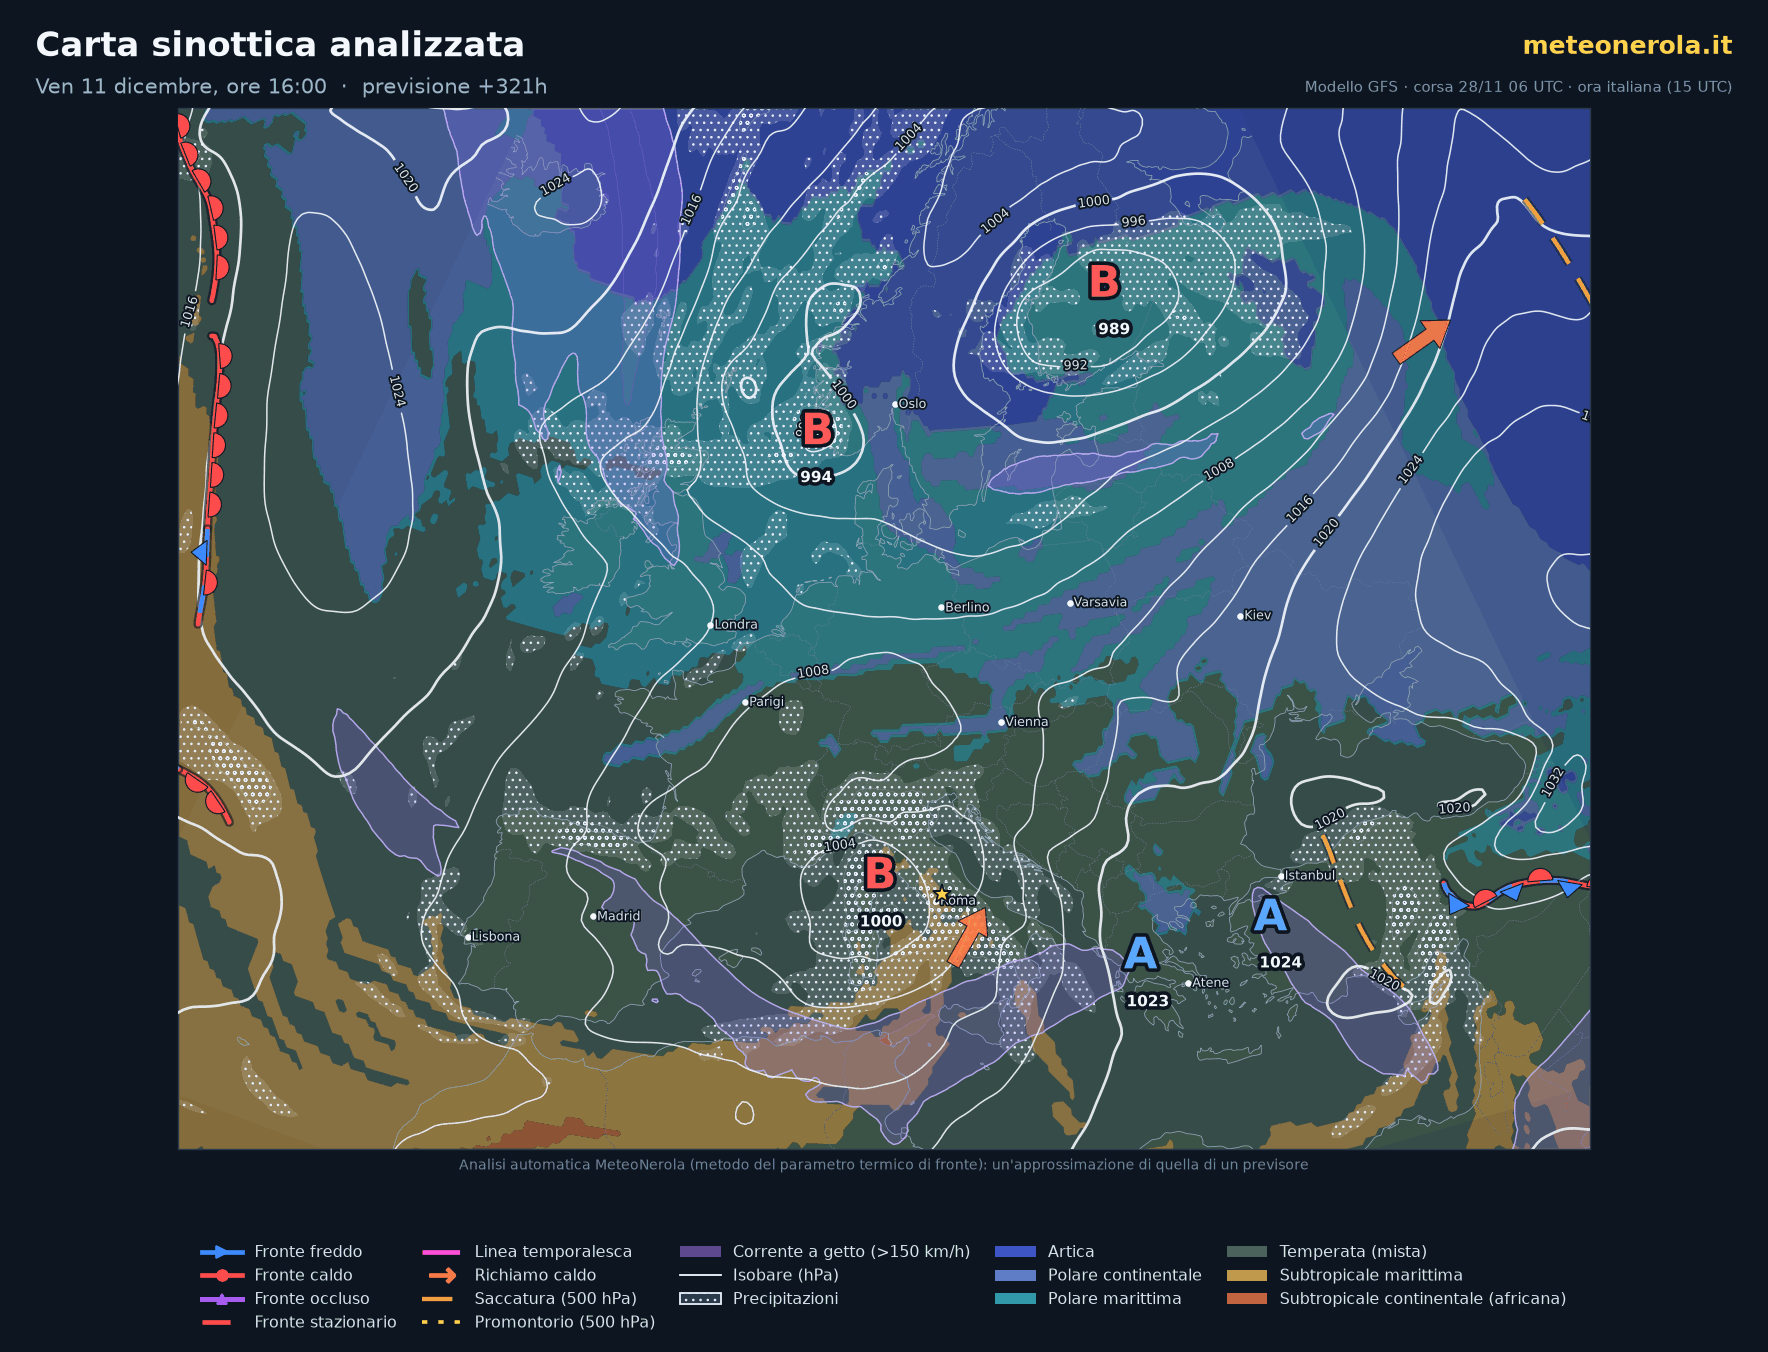 Carta sinottica analizzata
meteonerola.it
Ven 11 dicembre, ore 16:00 · previsione +321h
Modello GFS · corsa 28/11 06 UTC · ora italiana (15 UTC)
1004
1020
1024
1016
1000
1004
996
B
989
1016
992
1024
1000
Oslo
B
994
1008
1024
1016
1020
Berlino
Varsavia
Kiev
Londra
1008
Parigi
Vienna
1032
1020
1020
1004
B
Istanbul
Roma
1000
Madrid
Lisbona
A
1024
A
1023
Atene
1020
Analisi automatica MeteoNerola (metodo del parametro termico di fronte): un'approssimazione di quella di un previsore
Fronte freddo
Linea temporalesca
Corrente a getto (>150 km/h)
Artica
Temperata (mista)
Fronte caldo
Richiamo caldo
Isobare (hPa)
Polare continentale
Subtropicale marittima
Fronte occluso
Saccatura (500 hPa)
Precipitazioni
Polare marittima
Subtropicale continentale (africana)
Fronte stazionario
Promontorio (500 hPa)